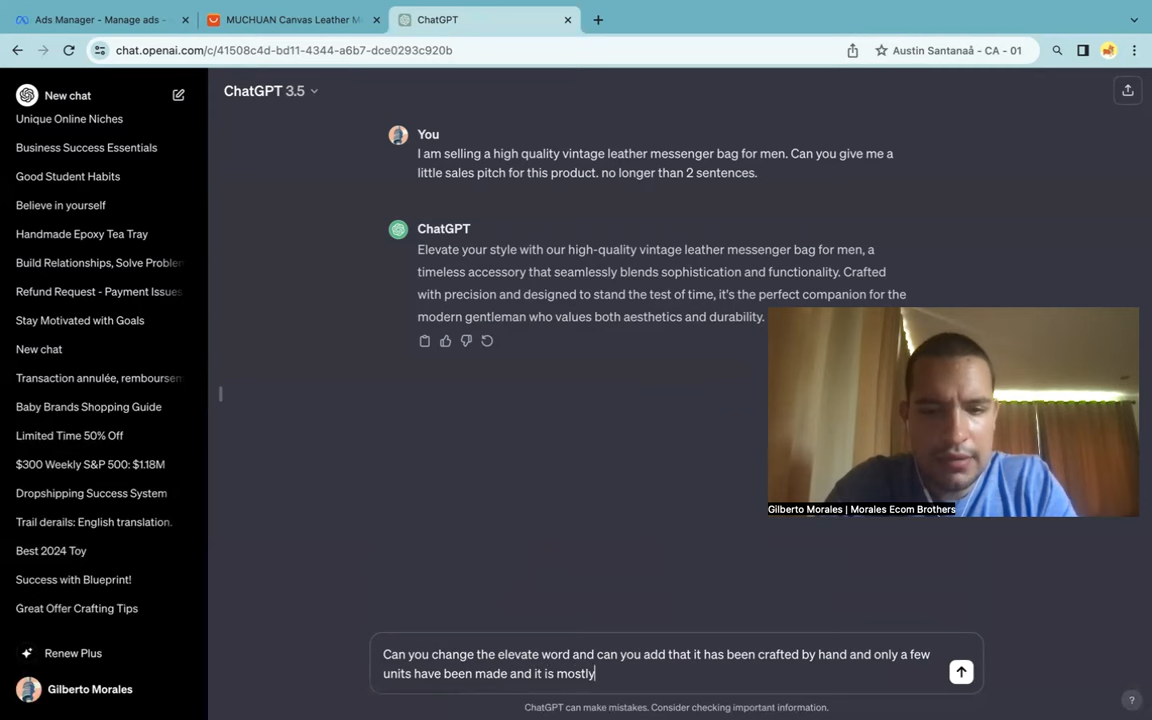 Ads Manager - Manage ads -
MUCHUAN Canvas Leather M
ChatGPT
chat.openai.com/c/41508c4d-bd11-4344-a6b7-dce0293c920b
Austin Santanaå - CA - 01
New chat
Unique Online Niches
Business Success Essentials
Good Student Habits
Believe in yourself
Handmade Epoxy Tea Tray
Build Relationships, Solve Problem
Refund Request - Payment Issues
Stay Motivated with Goals
New chat
Transaction annulée, remboursem
Baby Brands Shopping Guide
Limited Time 50% Off
$300 Weekly S&P 500: $1.18M
Dropshipping Success System
Trail derails: English translation.
Best 2024 Toy
Success with Blueprint!
Great Offer Crafting Tips
Renew Plus
Gilberto Morales
ChatGPT 3.5
You
I am selling a high quality vintage leather messenger bag for men. Can you give me a
little sales pitch for this product. no longer than 2 sentences.
ChatGPT
Elevate your style with our high-quality vintage leather messenger bag for men, a
timeless accessory that seamlessly blends sophistication and functionality. Crafted
with precision and designed to stand the test of time, it's the perfect companion for the
modern gentleman who values both aesthetics and durability.
Gilberto Morales | Morales Ecom Brothers
Can you change the elevate word and can you add that it has been crafted by hand and only a few
units have been made and it is mostly
ChatGPT can make mistakes. Consider checking important information.
?